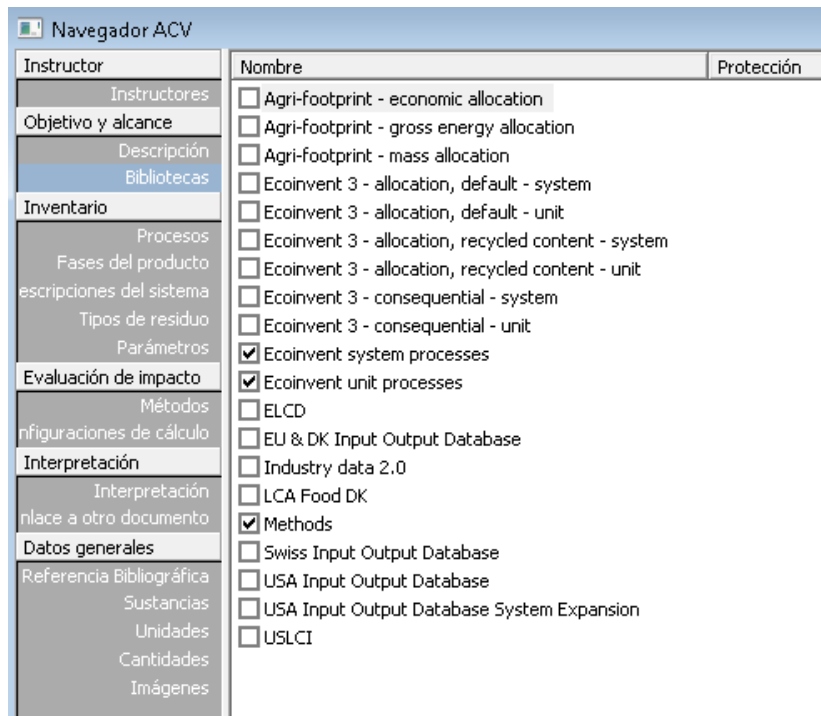 Navegador ACV
Instructor
Instructores
Objetivo y alcance
Descripción
Bibliotecas
Inventario
Procesos
Fases del producto
escripciones del sistema
Tipos de residuo
Parámetros
Evaluación de impacto
Métodos
nfiguraciones de cálculo
Interpretación
Interpretación
nlace a otro documento
Datos generales
Referencia Bibliográfica
Sustancias
Unidades
Cantidades
Imágenes
Nombre Protección
Agri-footprint - economic allocation
Agri-footprint - gross energy allocation
Agri-footprint - mass allocation
Ecoinvent 3 - allocation, default - system
Ecoinvent 3 - allocation, default - unit
Ecoinvent 3 - allocation, recycled content - system
Ecoinvent 3 - allocation, recycled content - unit
Ecoinvent 3 - consequential - system
Ecoinvent 3 - consequential - unit
Ecoinvent system processes
Ecoinvent unit processes
ELCD
EU & DK Input Output Database
Industry data 2.0
LCA Food DK
Methods
Swiss Input Output Database
USA Input Output Database
USA Input Output Database System Expansion
USLCI